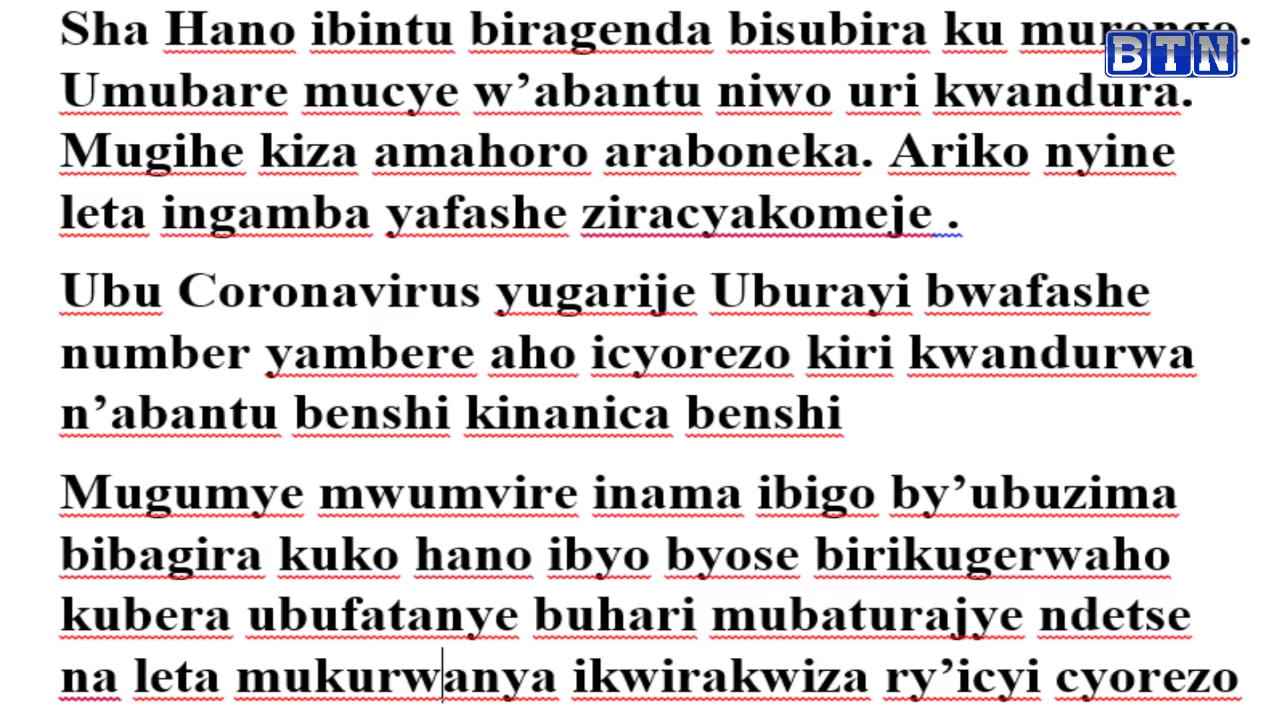 Sha Hano ibintu biragenda bisubira ku murongo.
BTN
Umubare mucye w’abantu niwo uri kwandura.
Mugihe kiza amahoro araboneka. Ariko nyine
leta ingamba yafashe ziracyakomeje .
Ubu Coronavirus yugarije Uburayi bwafashe
number yambere aho icyorezo kiri kwandurwa
n’abantu benshi kinanica benshi
Mugumye mwumvire inama ibigo by’ubuzima
bibagira kuko hano ibyo byose birikugerwaho
kubera ubufatanye buhari mubaturajye ndetse
na leta mukurwanya ikwirakwiza ry’icyi cyorezo